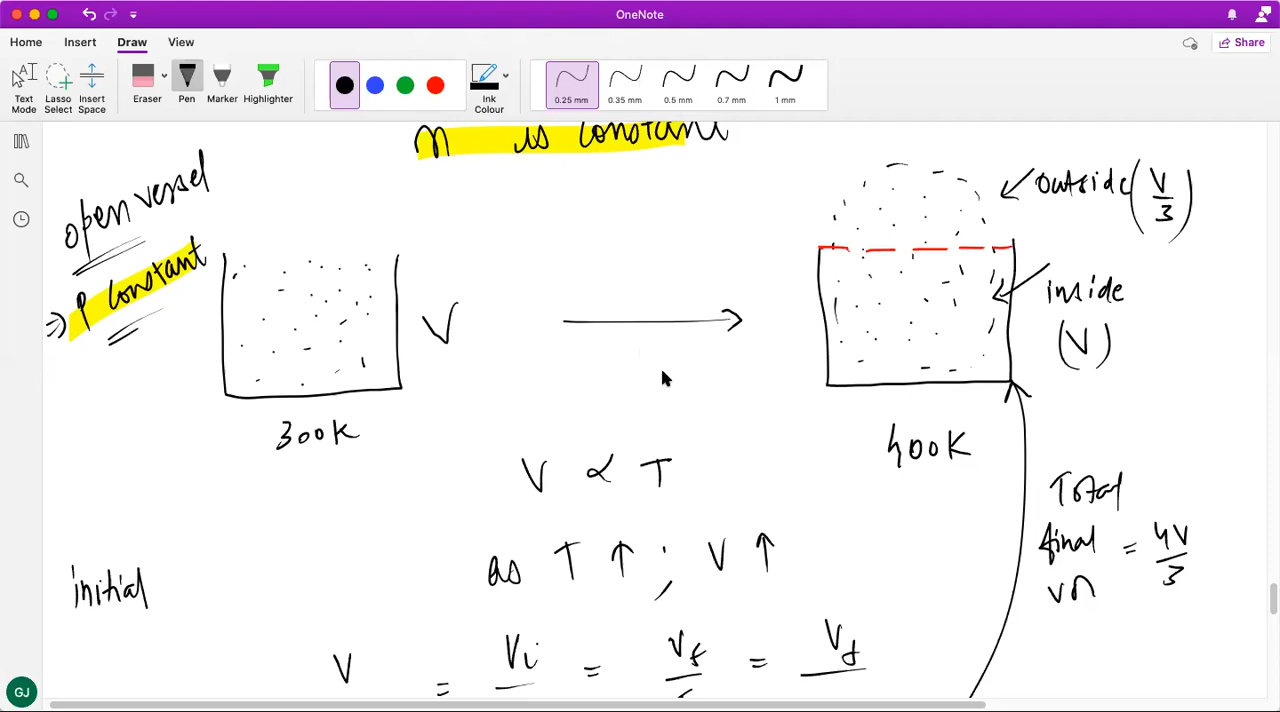 OneNote
Home Insert Draw View
Share
Text Mode
Lasso Select
Insert Space
Eraser
Pen
Marker
Highlighter
Ink Colour
0.25 mm
0.35 mm
0.5 mm
0.7 mm
1 mm
n is constant
open vessel
⇒ P constant
V
300K
outside (V/3)
inside (V)
400K
V ∝ T
Total
final = 4V/3
as T ↑ ; V ↑
initial
V = Vi = Vf = Vf
GJ